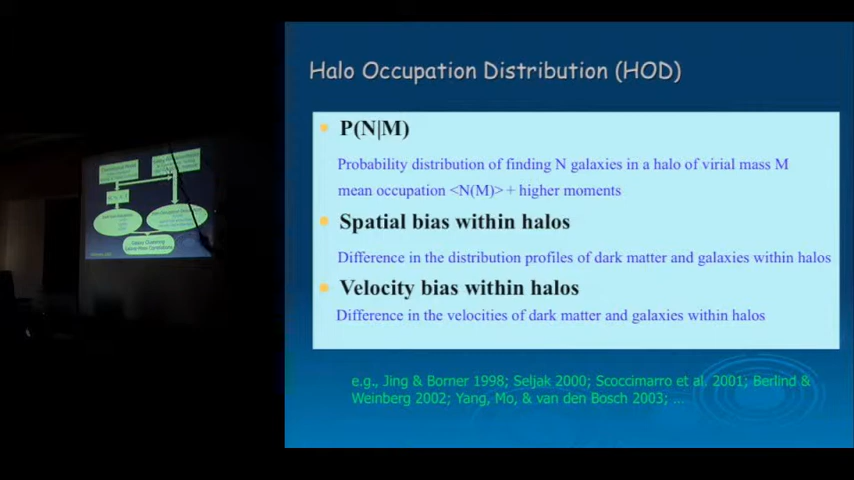 Halo Occupation Distribution (HOD)
P(N|M)
Probability distribution of finding N galaxies in a halo of virial mass M
mean occupation <N(M)> + higher moments
Spatial bias within halos
Difference in the distribution profiles of dark matter and galaxies within halos
Velocity bias within halos
Difference in the velocities of dark matter and galaxies within halos
e.g., Jing & Borner 1998; Seljak 2000; Scoccimarro et al. 2001; Berlind &
Weinberg 2002; Yang, Mo, & van den Bosch 2003; ...